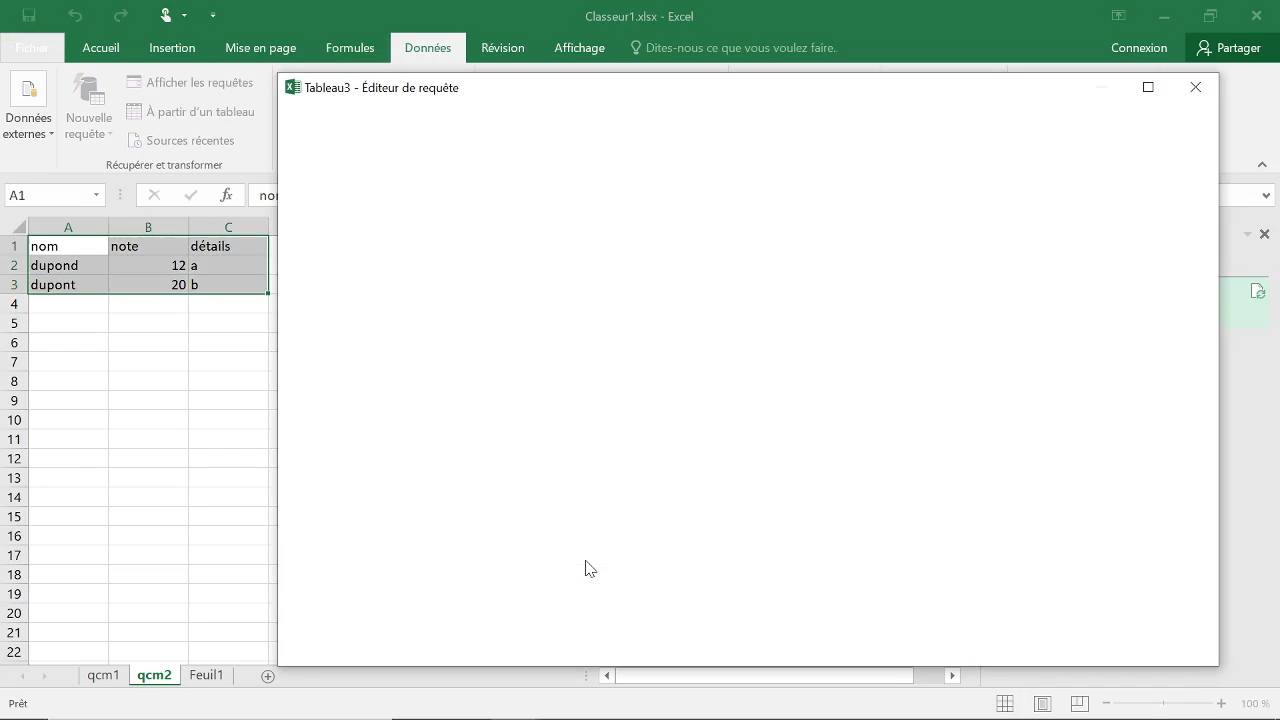 Classeur1.xlsx - Excel
Fichier
Accueil
Insertion
Mise en page
Formules
Données
Révision
Affichage
Dites-nous ce que vous voulez faire..
Connexion
Partager
Données
externes
Nouvelle
requête
Afficher les requêtes
À partir d'un tableau
Sources récentes
Récupérer et transformer
Tableau3 - Éditeur de requête
A1
fx
A B C
1 nom note détails
2 dupond 12 a
3 dupont 20 b
4
5
6
7
8
9
10
11
12
13
14
15
16
17
18
19
20
21
22
qcm1
qcm2
Feuil1
Prêt
100 %